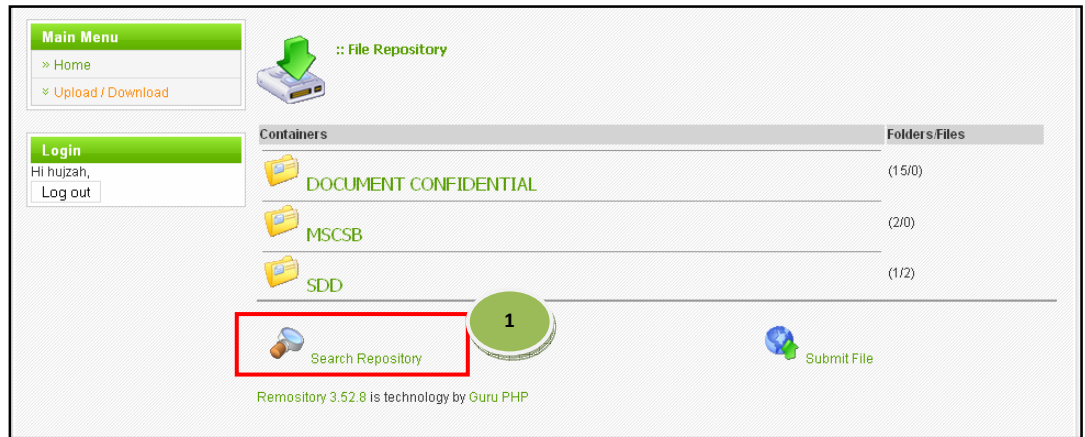 Main Menu
» Home
» Upload / Download
Login
Hi hujzah,
Log out
:: File Repository
Containers Folders/Files
DOCUMENT CONFIDENTIAL (15/0)
MSCSB (2/0)
SDD (1/2)
1
Search Repository Submit File
Remository 3.52.8 is technology by Guru PHP